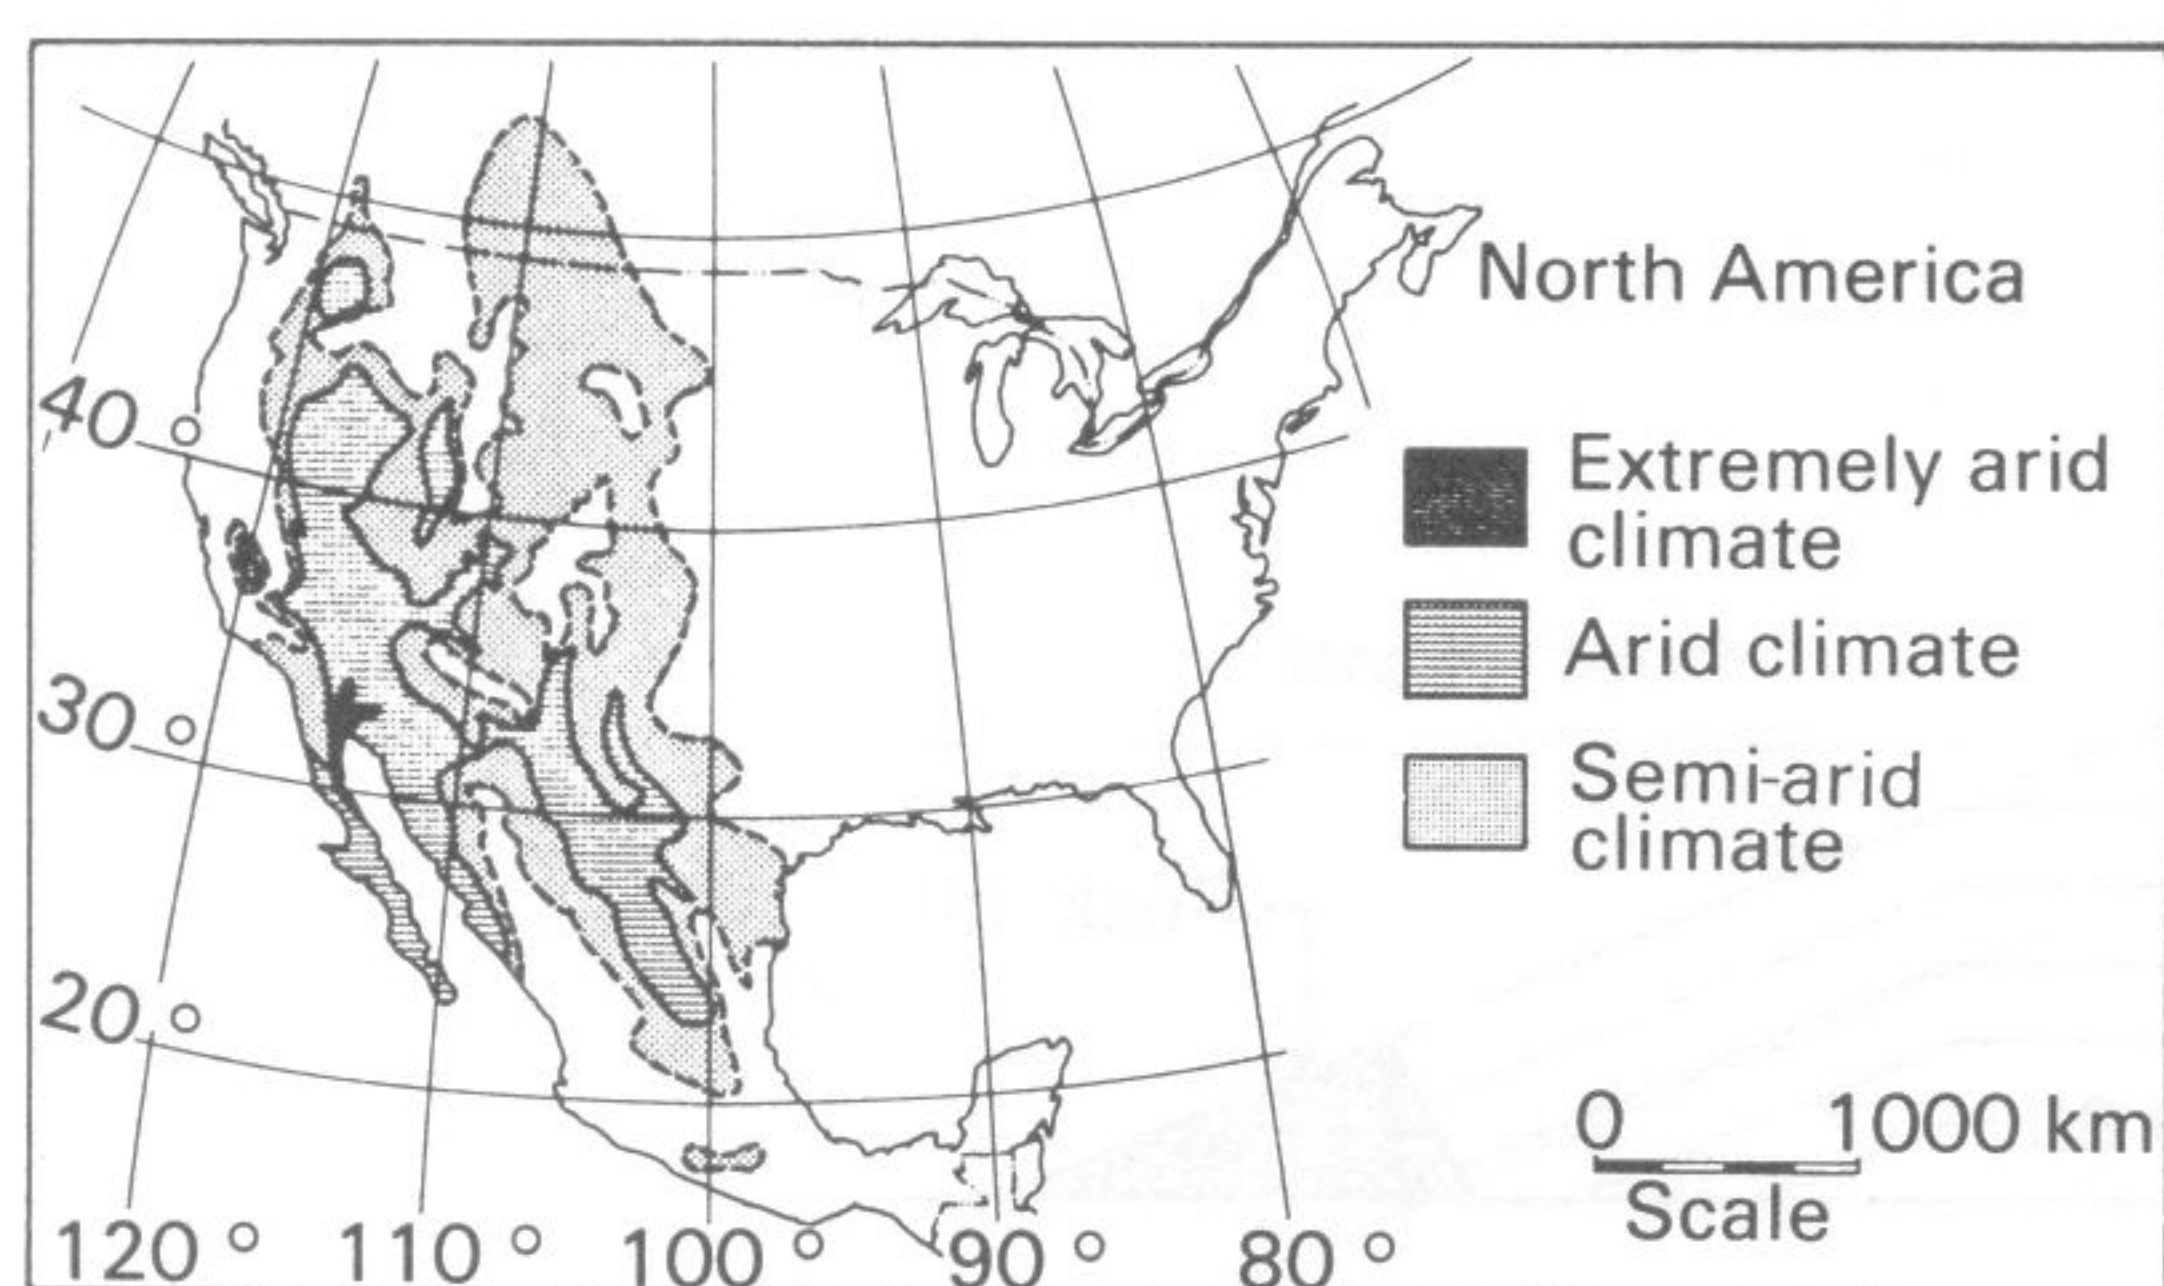 North America
Extremely arid
climate
Arid climate
Semi-arid
climate
40°
30°
20°
0 1000 km
Scale
120° 110° 100° 90° 80°